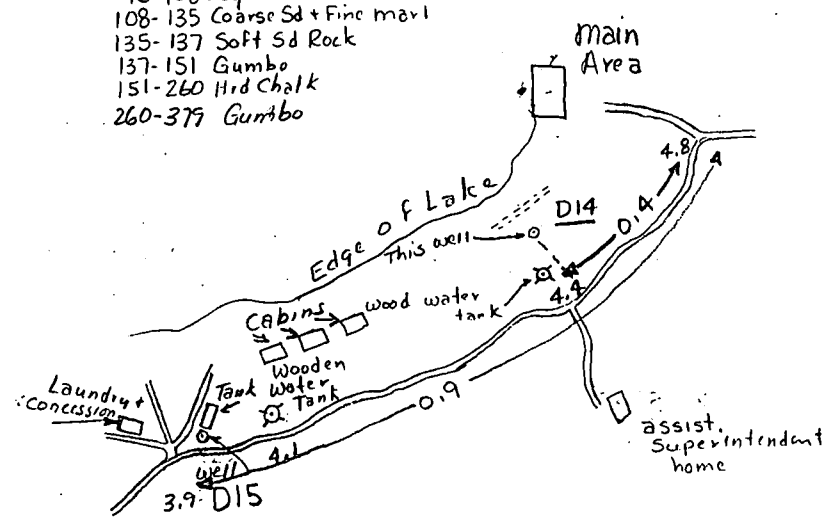 108-135 Coarse Sd + Fine marl
135-137 Soft Sd Rock
137-151 Gumbo
151-260 Hrd Chalk
260-379 Gumbo
main
Area
4.8
Edge of Lake
D14
0.4
This well
wood water
tank
4.4
Cabins
Wooden
Water
Tank
Tank
Laundry +
concession
0.9
assist.
Superintendant
home
4.1
well
3.9
D15